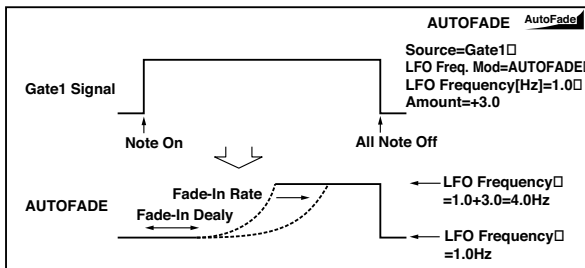 AUTOFADE AutoFade
Source=Gate1
LFO Freq. Mod=AUTOFADE
LFO Frequency[Hz]=1.0
Amount=+3.0
Gate1 Signal
Note On
All Note Off
Fade-In Rate
AUTOFADE
Fade-In Dealy
LFO Frequency
=1.0+3.0=4.0Hz
LFO Frequency
=1.0Hz